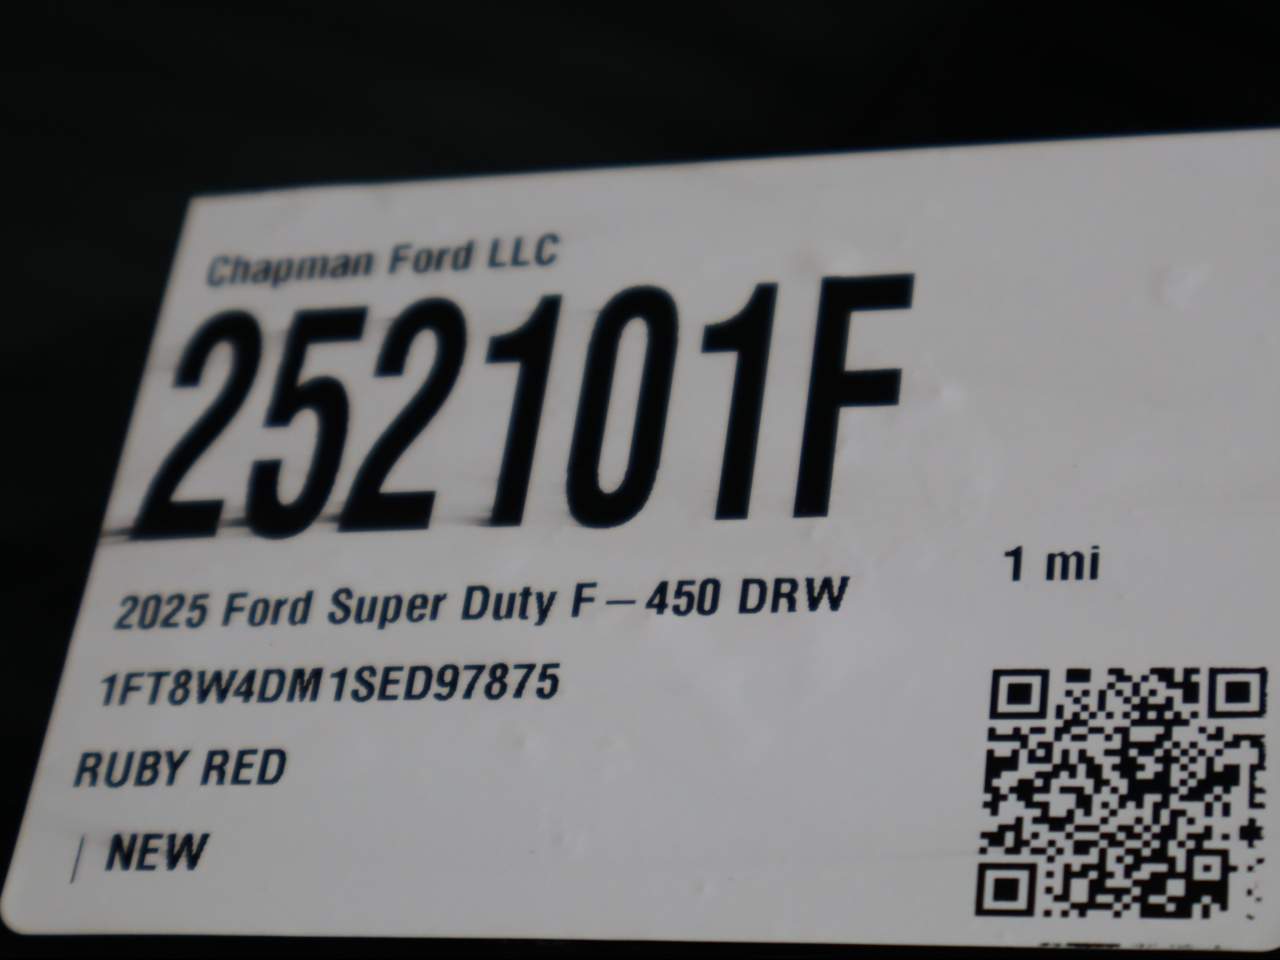 Chapman Ford LLC
252101F
1 mi
2025 Ford Super Duty F-450 DRW
1FT8W4DM1SED97875
RUBY RED
| NEW